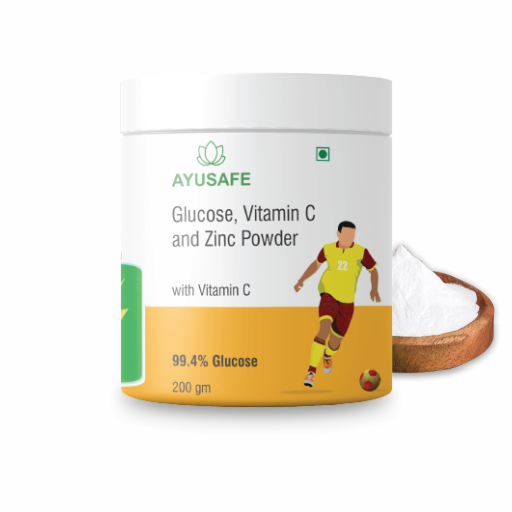 AYUSAFE
Glucose, Vitamin C
and Zinc Powder
with Vitamin C
22
99.4% Glucose
200 gm